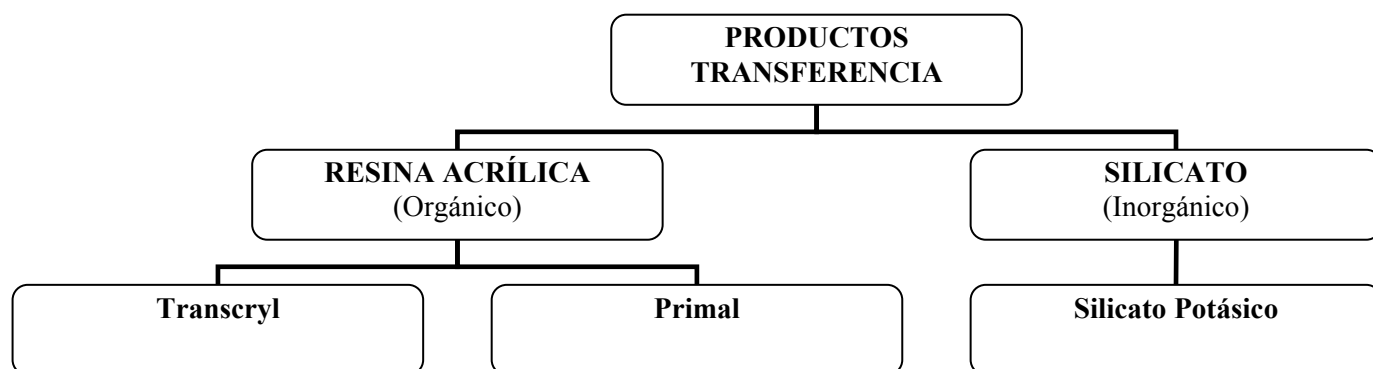 PRODUCTOS
TRANSFERENCIA
RESINA ACRÍLICA
(Orgánico)
SILICATO
(Inorgánico)
Transcryl
Primal
Silicato Potásico